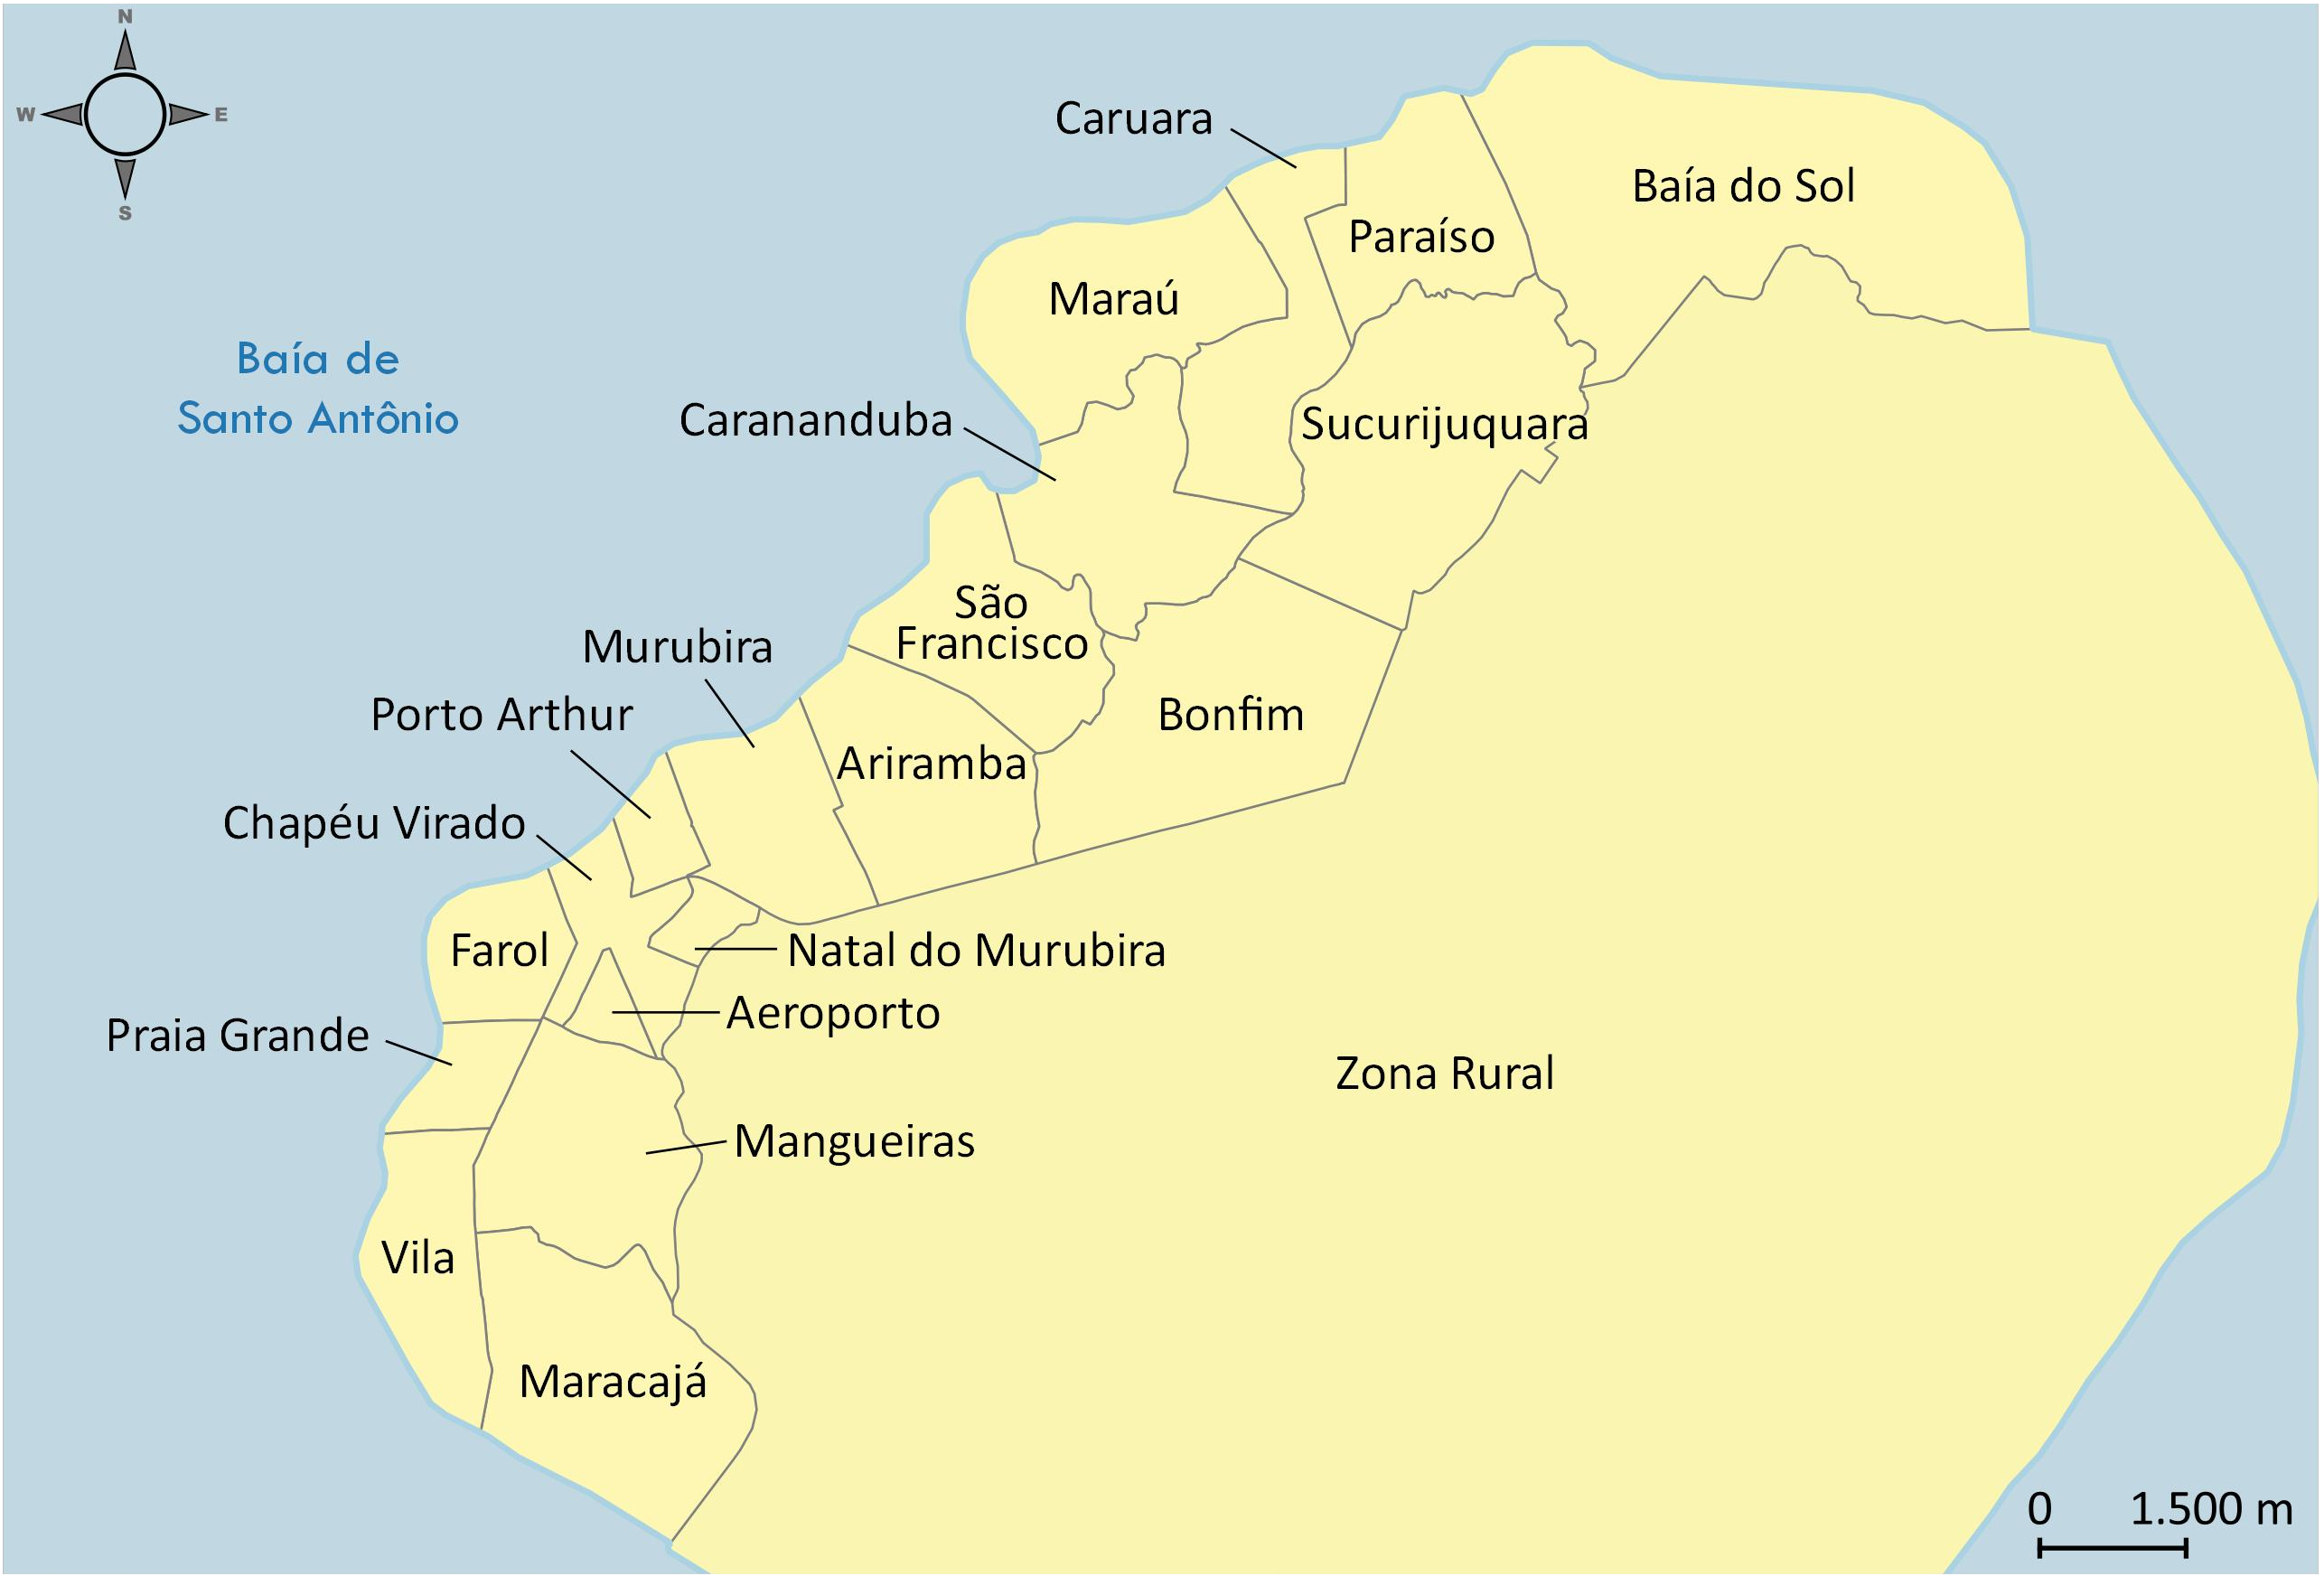 N
W
E
S
Caruara
Baía do Sol
Paraíso
Maraú
Baía de
Santo Antônio
Carananduba
Sucurijuquara
São
Francisco
Murubira
Porto Arthur
Bonfim
Ariramba
Chapéu Virado
Farol
Natal do Murubira
Aeroporto
Praia Grande
Zona Rural
Mangueiras
Vila
Maracajá
0 1.500 m